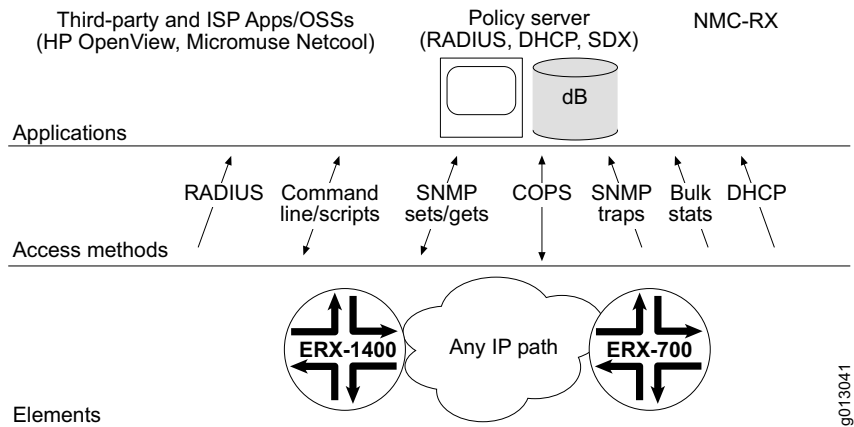 Third-party and ISP Apps/OSSs
(HP OpenView, Micromuse Netcool)
Policy server
(RADIUS, DHCP, SDX)
NMC-RX
dB
Applications
RADIUS
Command
line/scripts
SNMP
sets/gets
COPS
SNMP
traps
Bulk
stats
DHCP
Access methods
ERX-1400
Any IP path
ERX-700
Elements
g013041